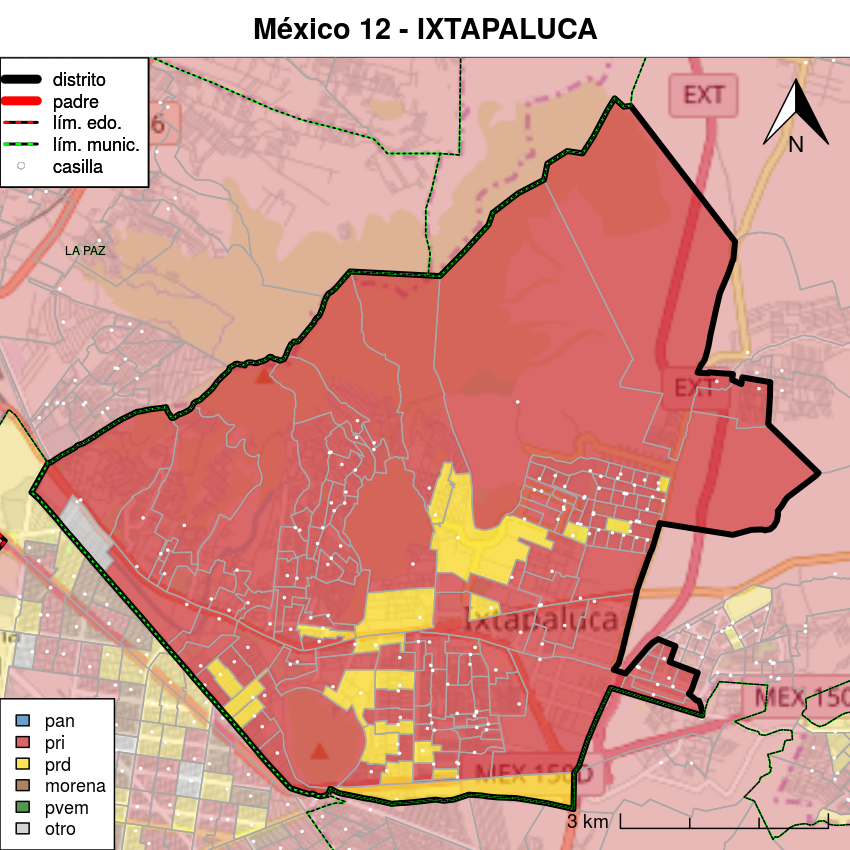 México 12 - IXTAPALUCA
distrito
padre
lím. edo.
lím. munic.
casilla
6
EXT
N
LA PAZ
EXT
Ixtapaluca
MEX 150
MEX 150D
pan
pri
prd
morena
pvem
otro
3 km